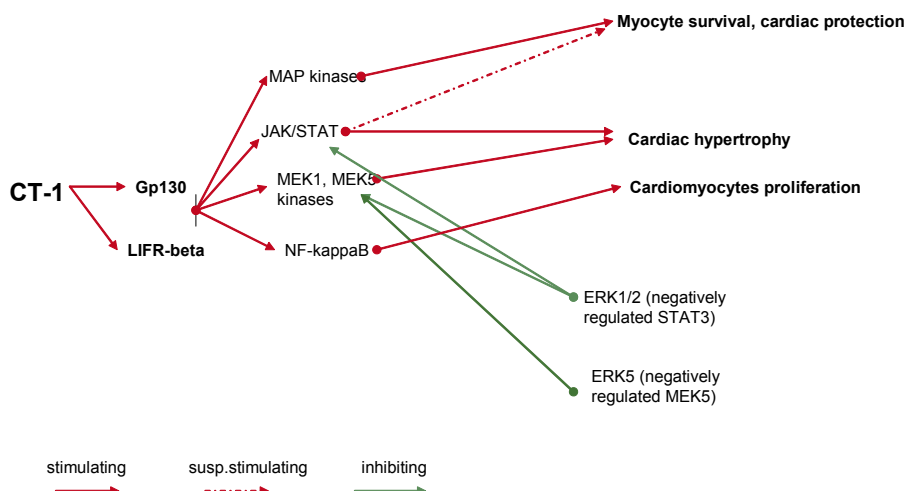 Myocyte survival, cardiac protection
MAP kinases
JAK/STAT
Cardiac hypertrophy
MEK1, MEK5
kinases
CT-1
Gp130
Cardiomyocytes proliferation
LIFR-beta
NF-kappaB
ERK1/2 (negatively
regulated STAT3)
ERK5 (negatively
regulated MEK5)
stimulating
susp.stimulating
inhibiting